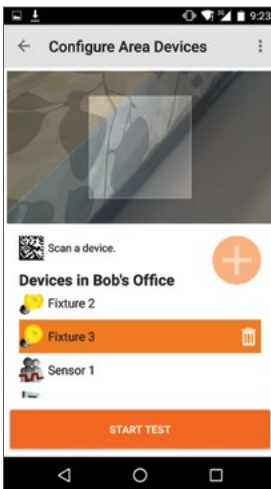 9:23
Configure Area Devices
Scan a device.
Devices in Bob's Office
Fixture 2
Fixture 3
Sensor 1
START TEST